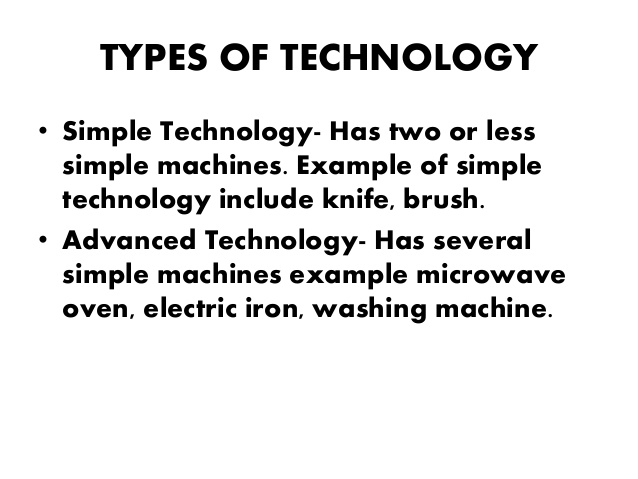 TYPES OF TECHNOLOGY
• Simple Technology- Has two or less
simple machines. Example of simple
technology include knife, brush.
• Advanced Technology- Has several
simple machines example microwave
oven, electric iron, washing machine.